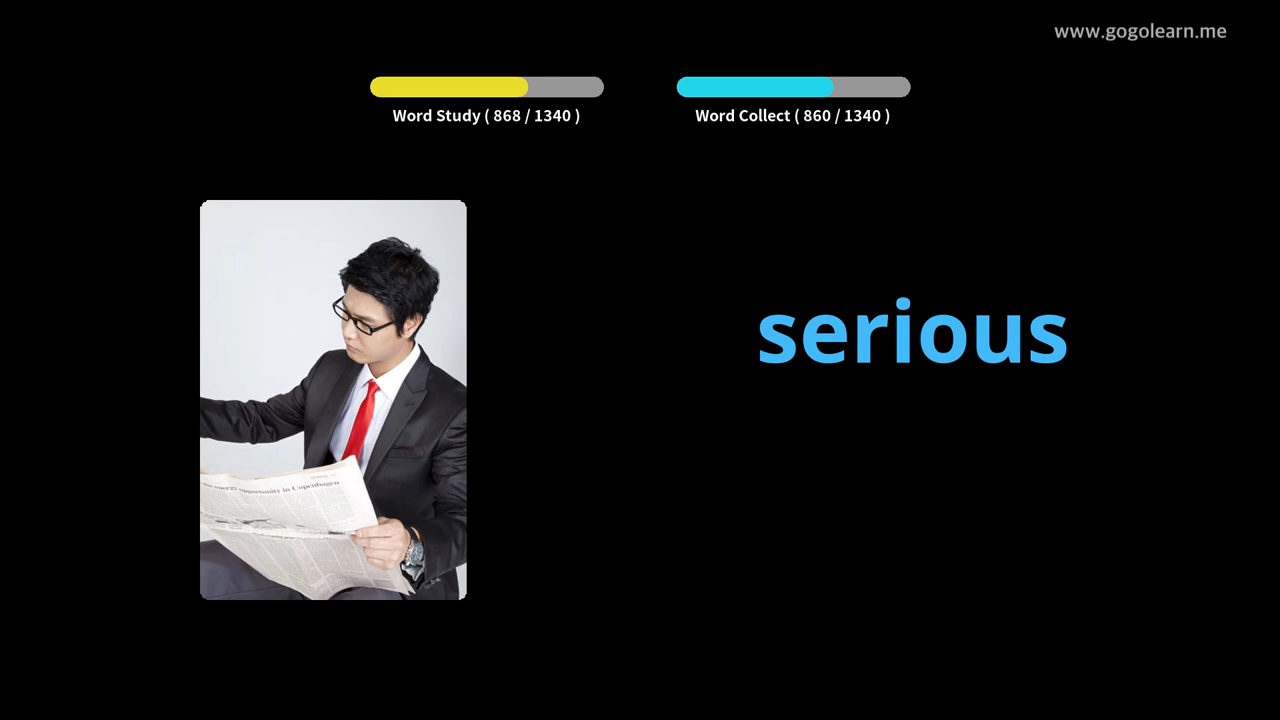 www.gogolearn.me
Word Study ( 868 / 1340 )
Word Collect ( 860 / 1340 )
serious
opportunity in Copenhagen